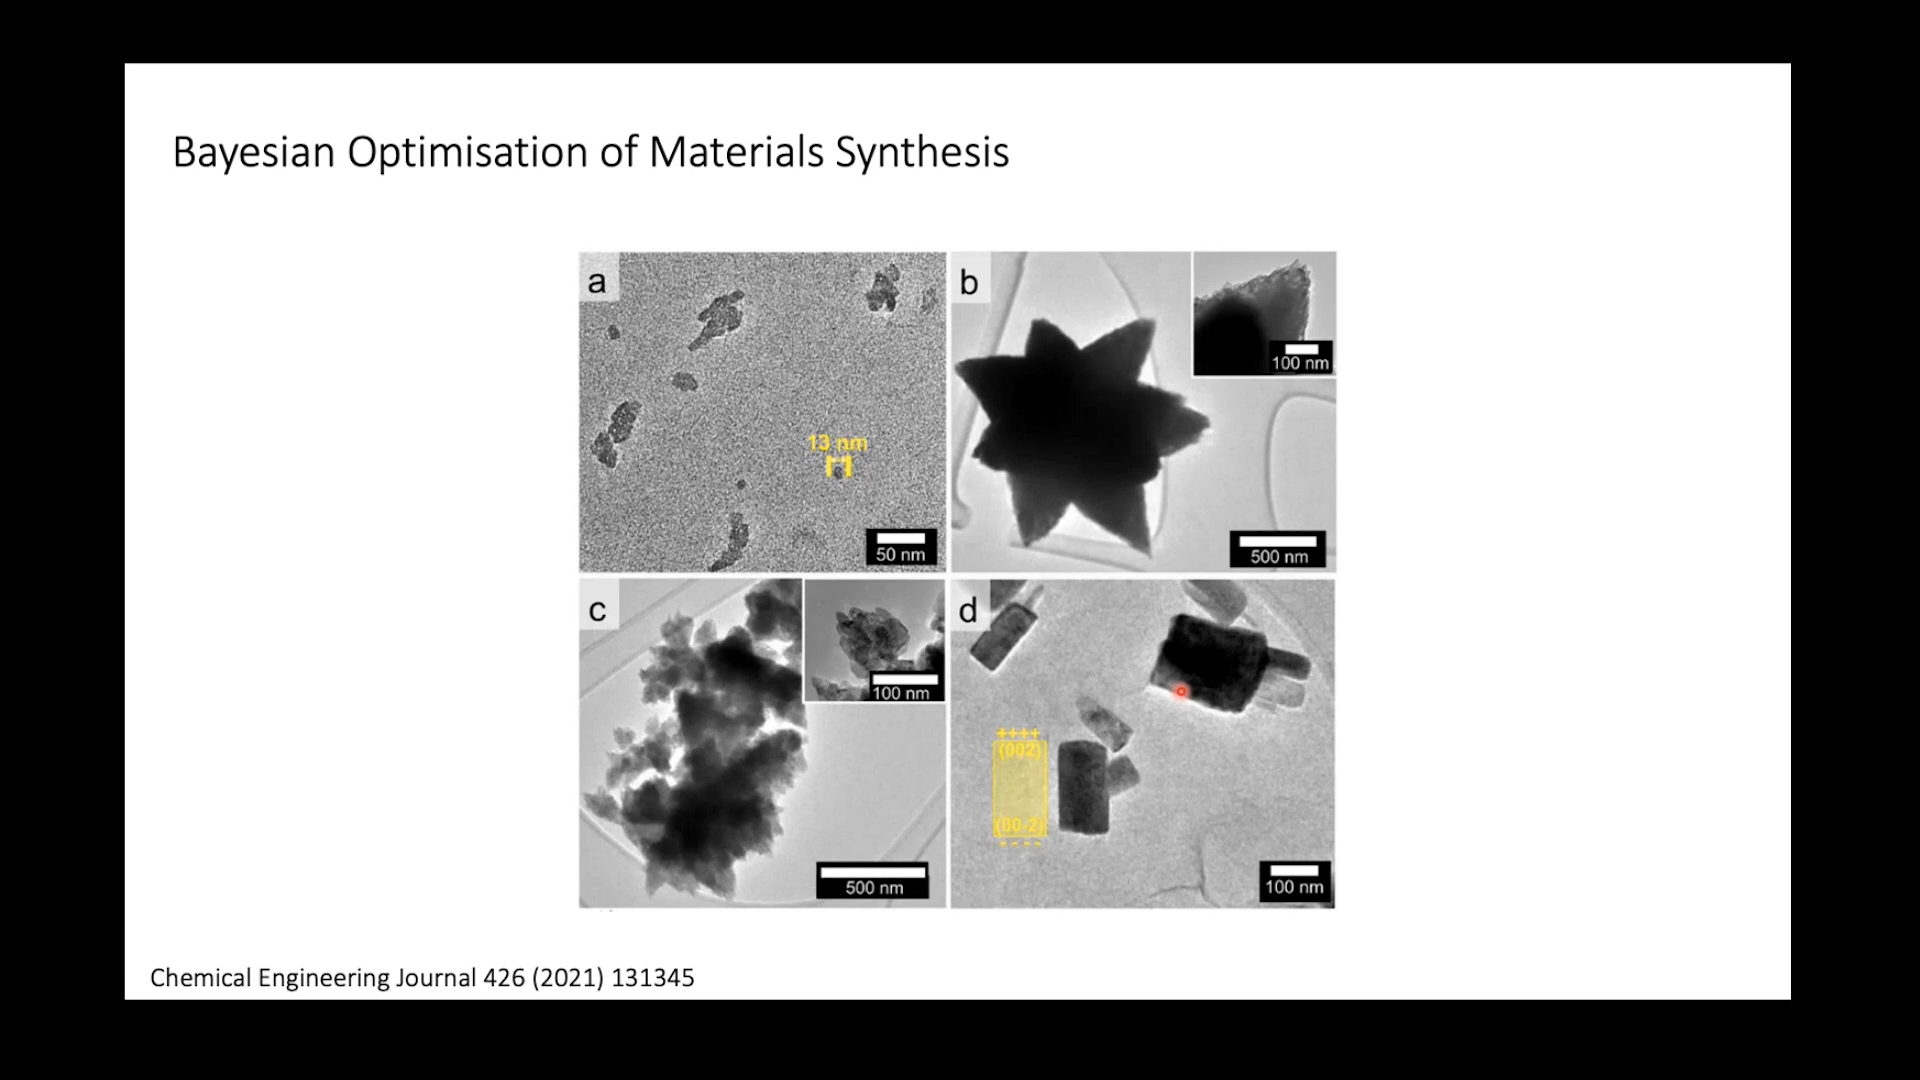 Bayesian Optimisation of Materials Synthesis
a
13 nm
50 nm
b
100 nm
500 nm
c
100 nm
500 nm
d
++++
(002)
(00-2)
- - - -
100 nm
Chemical Engineering Journal 426 (2021) 131345